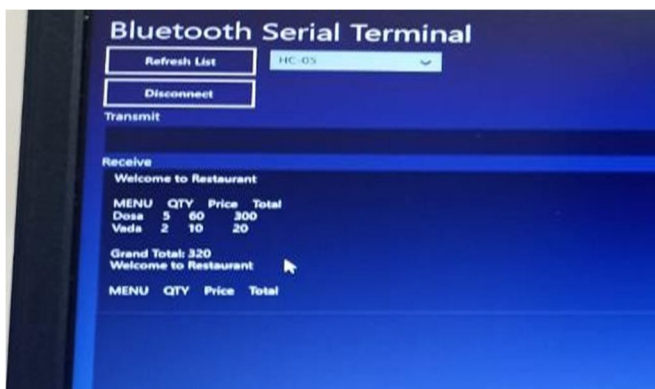 Bluetooth Serial Terminal
Refresh List
HC-05
Disconnect
Transmit
Receive
Welcome to Restaurant
MENU QTY Price Total
Dosa 5 60 300
Vada 2 10 20
Grand Total: 320
Welcome to Restaurant
MENU QTY Price Total